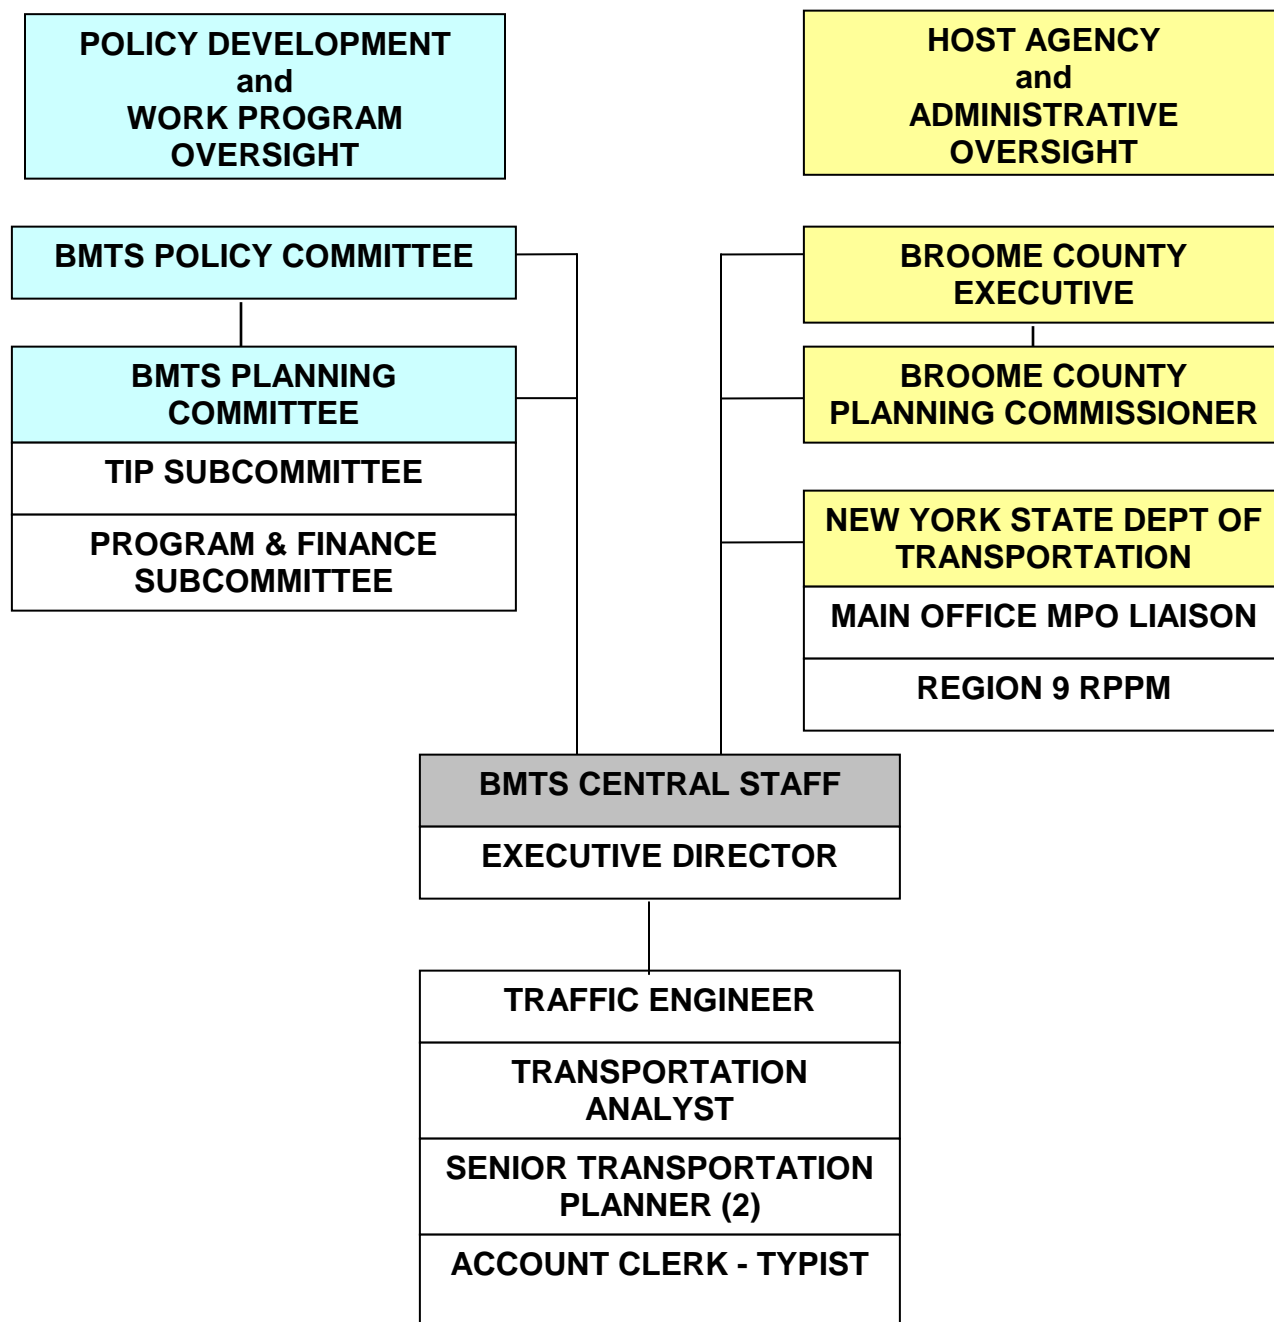 POLICY DEVELOPMENT
and
WORK PROGRAM
OVERSIGHT
HOST AGENCY
and
ADMINISTRATIVE
OVERSIGHT
BMTS POLICY COMMITTEE
BMTS PLANNING
COMMITTEE
TIP SUBCOMMITTEE
PROGRAM & FINANCE
SUBCOMMITTEE
BROOME COUNTY
EXECUTIVE
BROOME COUNTY
PLANNING COMMISSIONER
NEW YORK STATE DEPT OF
TRANSPORTATION
MAIN OFFICE MPO LIAISON
REGION 9 RPPM
BMTS CENTRAL STAFF
EXECUTIVE DIRECTOR
TRAFFIC ENGINEER
TRANSPORTATION
ANALYST
SENIOR TRANSPORTATION
PLANNER (2)
ACCOUNT CLERK - TYPIST